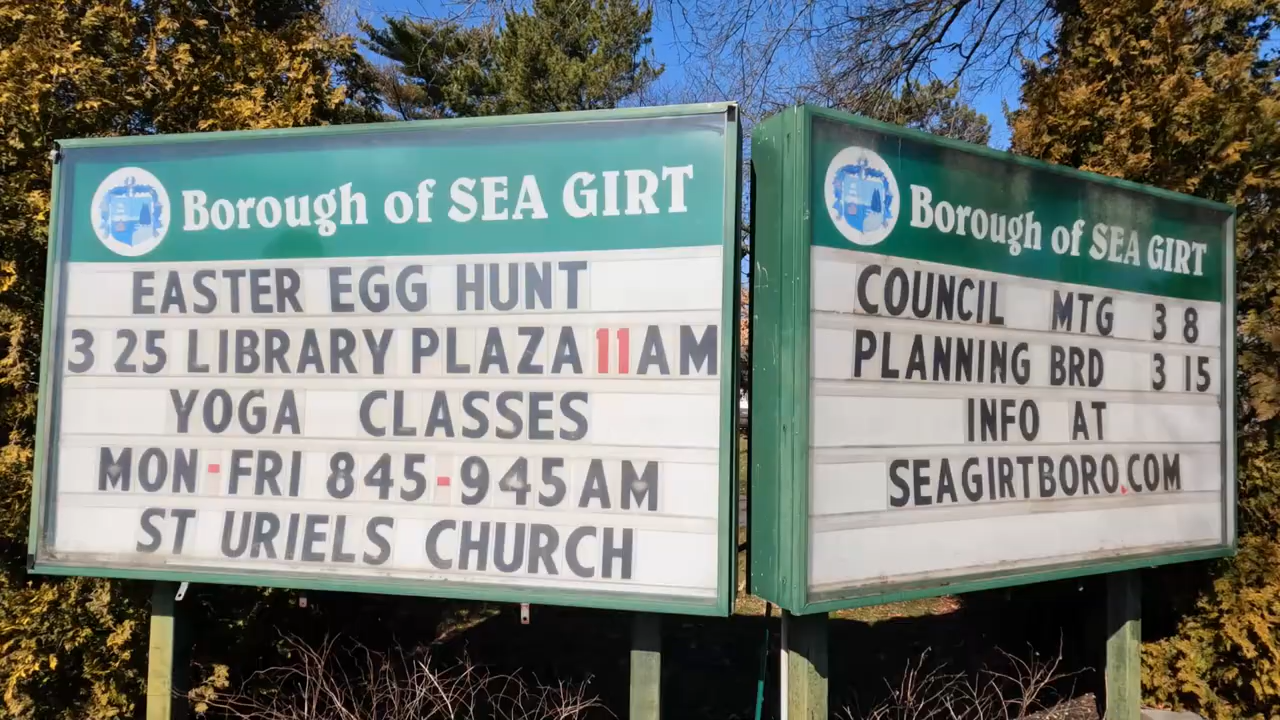 Borough of SEA GIRT
EASTER EGG HUNT
3 25 LIBRARY PLAZA 11AM
YOGA CLASSES
MON-FRI 845-945AM
ST URIELS CHURCH
Borough of SEA GIRT
COUNCIL MTG 3 8
PLANNING BRD 3 15
INFO AT
SEAGIRTBORO.COM